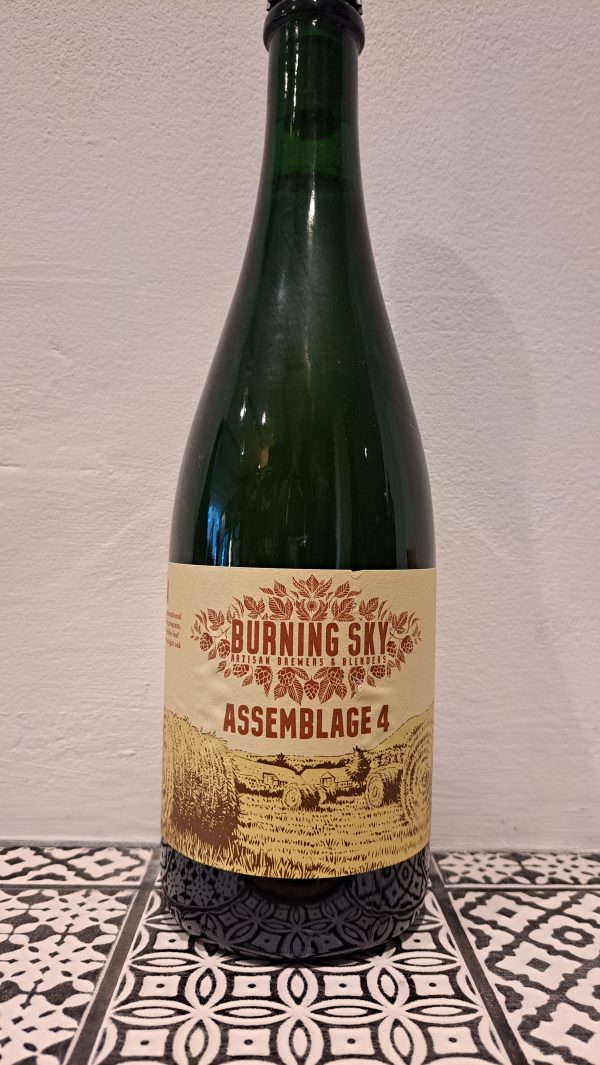 BURNING SKY
ARTISAN BREWERS & BLENDERS
ASSEMBLAGE 4